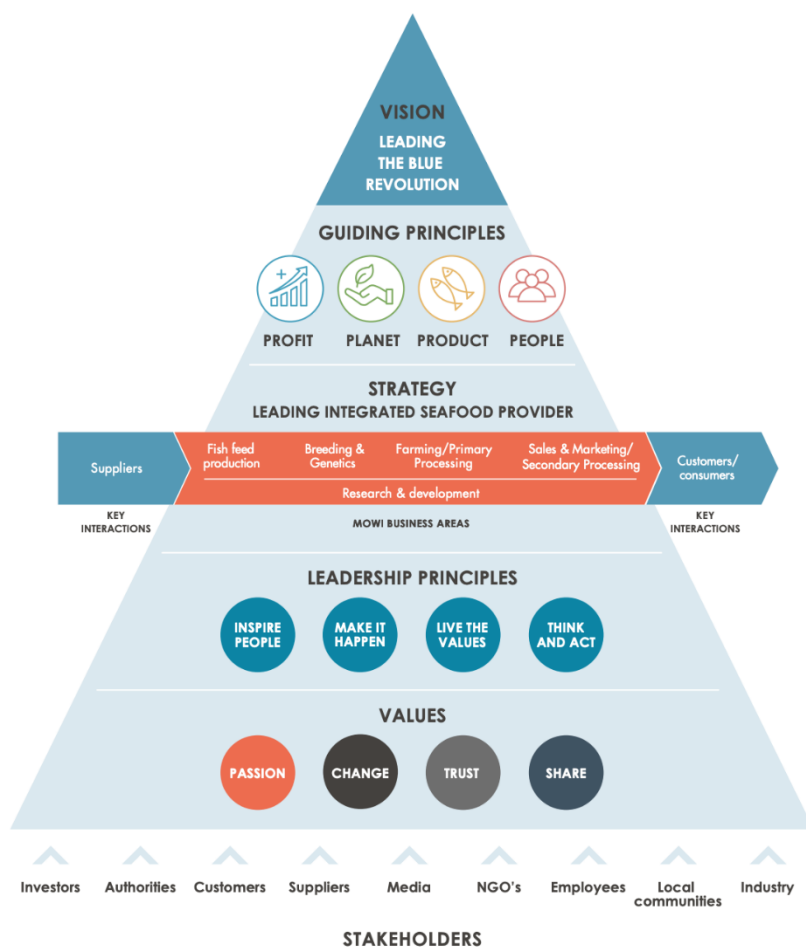 VISION
LEADING
THE BLUE
REVOLUTION
GUIDING PRINCIPLES
PROFIT
PLANET
PRODUCT
PEOPLE
STRATEGY
LEADING INTEGRATED SEAFOOD PROVIDER
Suppliers
Fish feed
production
Breeding &
Genetics
Farming/Primary
Processing
Sales & Marketing/
Secondary Processing
Research & development
Customers/
consumers
KEY
INTERACTIONS
MOWI BUSINESS AREAS
KEY
INTERACTIONS
LEADERSHIP PRINCIPLES
INSPIRE
PEOPLE
MAKE IT
HAPPEN
LIVE THE
VALUES
THINK
AND ACT
VALUES
PASSION
CHANGE
TRUST
SHARE
Investors
Authorities
Customers
Suppliers
Media
NGO's
Employees
Local
communities
Industry
STAKEHOLDERS